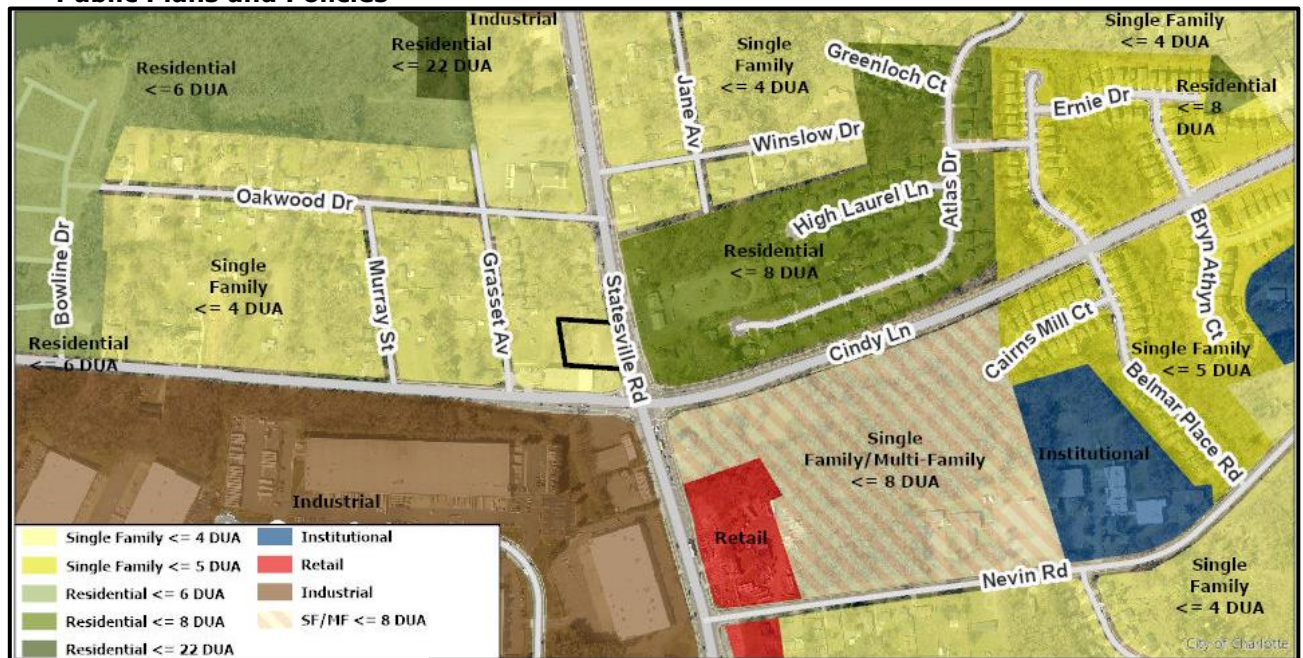 Public Plans and Policies
Industrial
Residential
<= 22 DUA
Residential
<=6 DUA
Single
Family
<= 4 DUA
Single Family
<= 4 DUA
Greenloch Ct
Jane Av
Ernie Dr
Residential
<= 8
DUA
Winslow Dr
Oakwood Dr
High Laurel Ln
Atlas Dr
Bowline Dr
Single
Family
<= 4 DUA
Murray St
Grasset Av
Statesville Rd
Residential
<= 8 DUA
Bryn Athyn Ct
Cindy Ln
Cairns Mill Ct
Single Family
<= 5 DUA
Belmar Place Rd
Residential
<= 6 DUA
Single
Family/Multi-Family
<= 8 DUA
Institutional
Industrial
Retail
Nevin Rd
Single
Family
<= 4 DUA
Single Family <= 4 DUA
Single Family <= 5 DUA
Residential <= 6 DUA
Residential <= 8 DUA
Residential <= 22 DUA
Institutional
Retail
Industrial
SF/MF <= 8 DUA
City of Charlotte